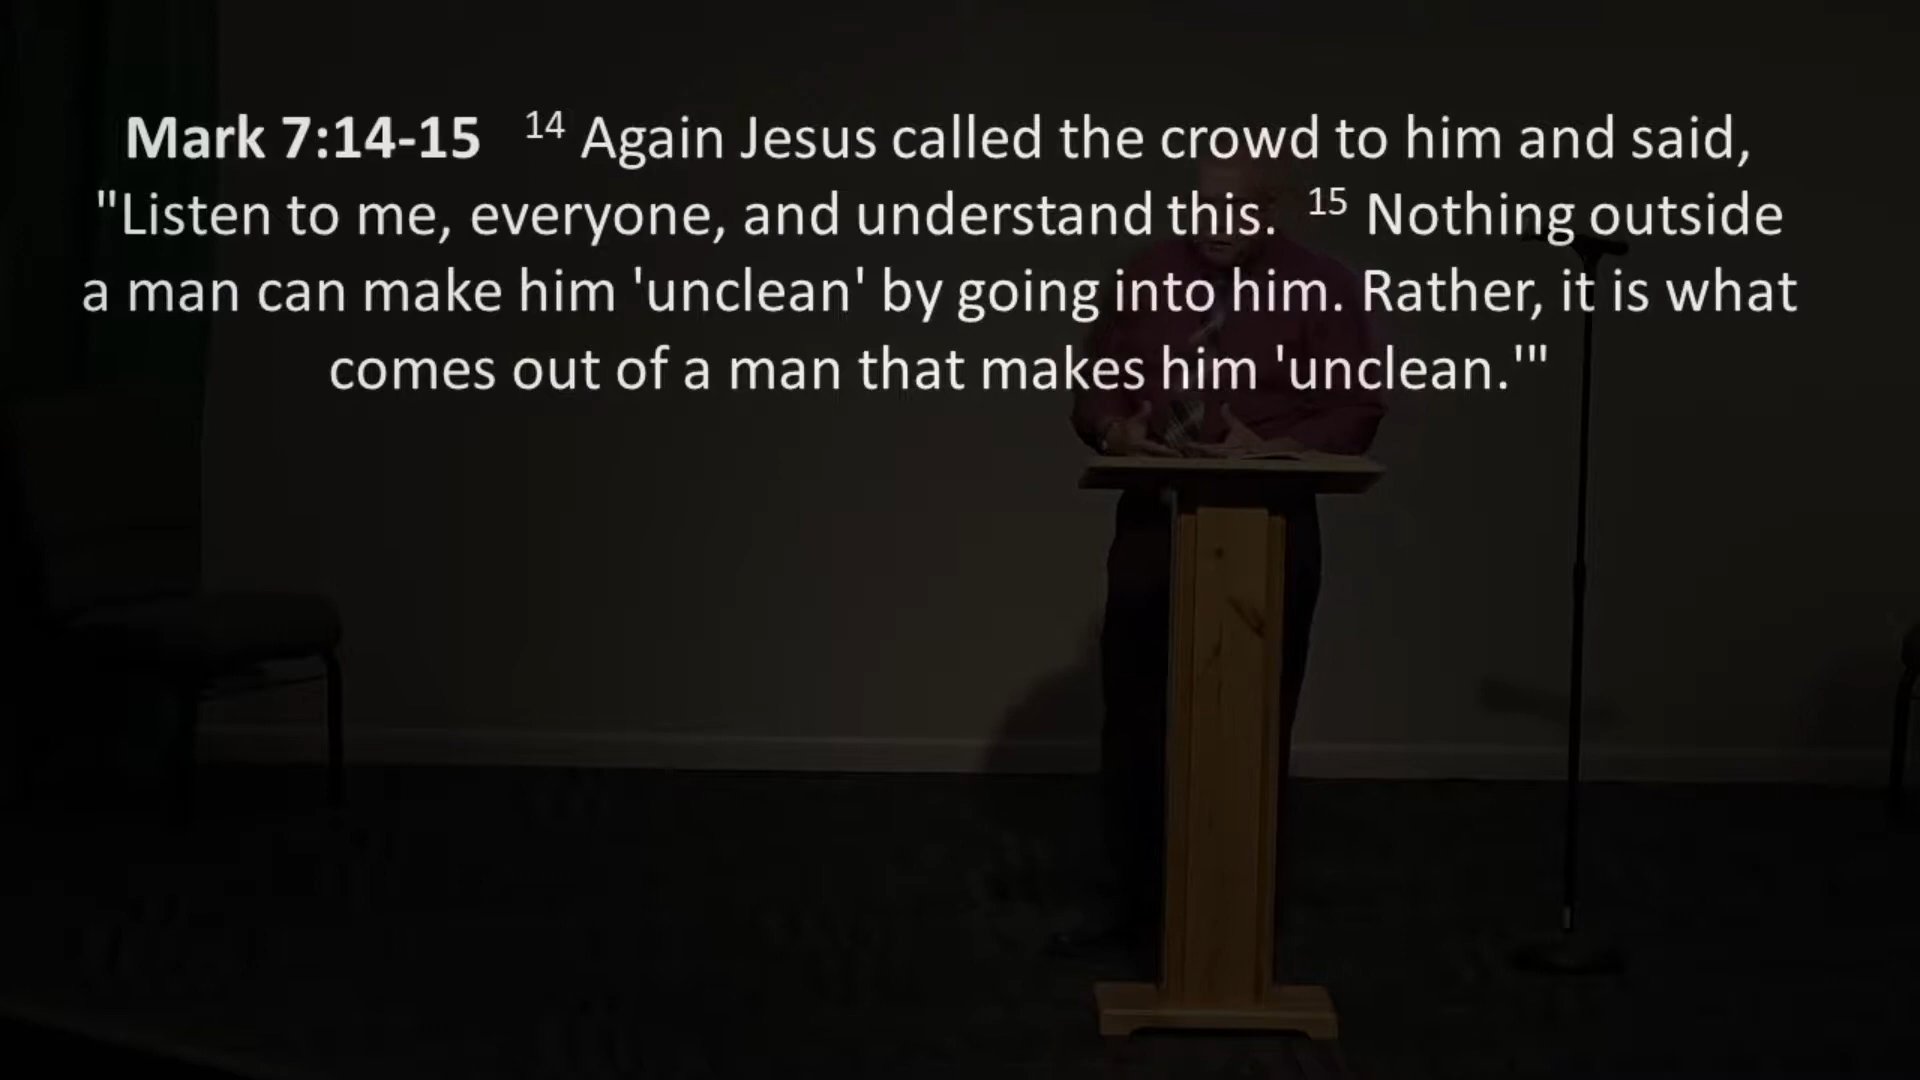 Mark 7:14-15 14 Again Jesus called the crowd to him and said,
"Listen to me, everyone, and understand this. 15 Nothing outside
a man can make him 'unclean' by going into him. Rather, it is what
comes out of a man that makes him 'unclean.'"